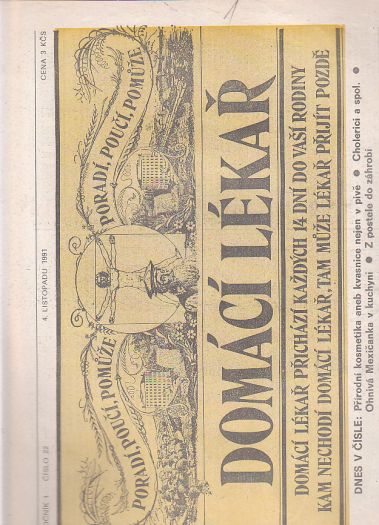 ROČNÍK 1 ČÍSLO 22 4. LISTOPADU 1991 CENA 3 KČS
PORADÍ, POUČÍ, POMŮŽE PORADÍ, POUČÍ, POMŮŽE
DOMÁCÍ LÉKAŘ
DOMÁCÍ LÉKAŘ PŘICHÁZÍ KAŽDÝCH 14 DNÍ DO VAŠÍ RODINY
KAM NECHODÍ DOMÁCÍ LÉKAŘ, TAM MŮŽE LÉKAŘ PŘIJÍT POZDĚ
DNES V ČÍSLE: Přírodní kosmetika aneb kvasnice nejen v pivě ● Cholerici a spol. ●
Ohnivá Mexičanka v kuchyni ● Z postele do záhrobí